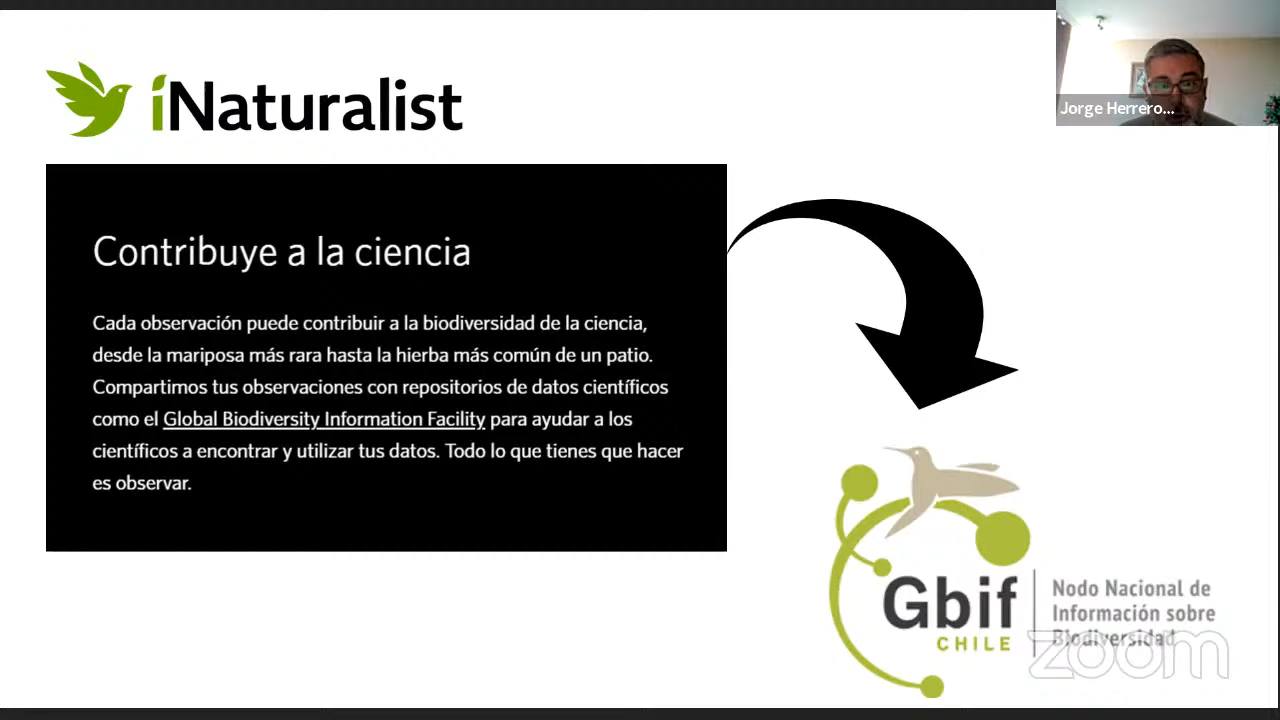 iNaturalist
Jorge Herrero...
Contribuye a la ciencia
Cada observación puede contribuir a la biodiversidad de la ciencia,
desde la mariposa más rara hasta la hierba más común de un patio.
Compartimos tus observaciones con repositorios de datos científicos
como el Global Biodiversity Information Facility para ayudar a los
científicos a encontrar y utilizar tus datos. Todo lo que tienes que hacer
es observar.
Gbif
CHILE
Nodo Nacional de
Información sobre
Biodiversidad
zoom